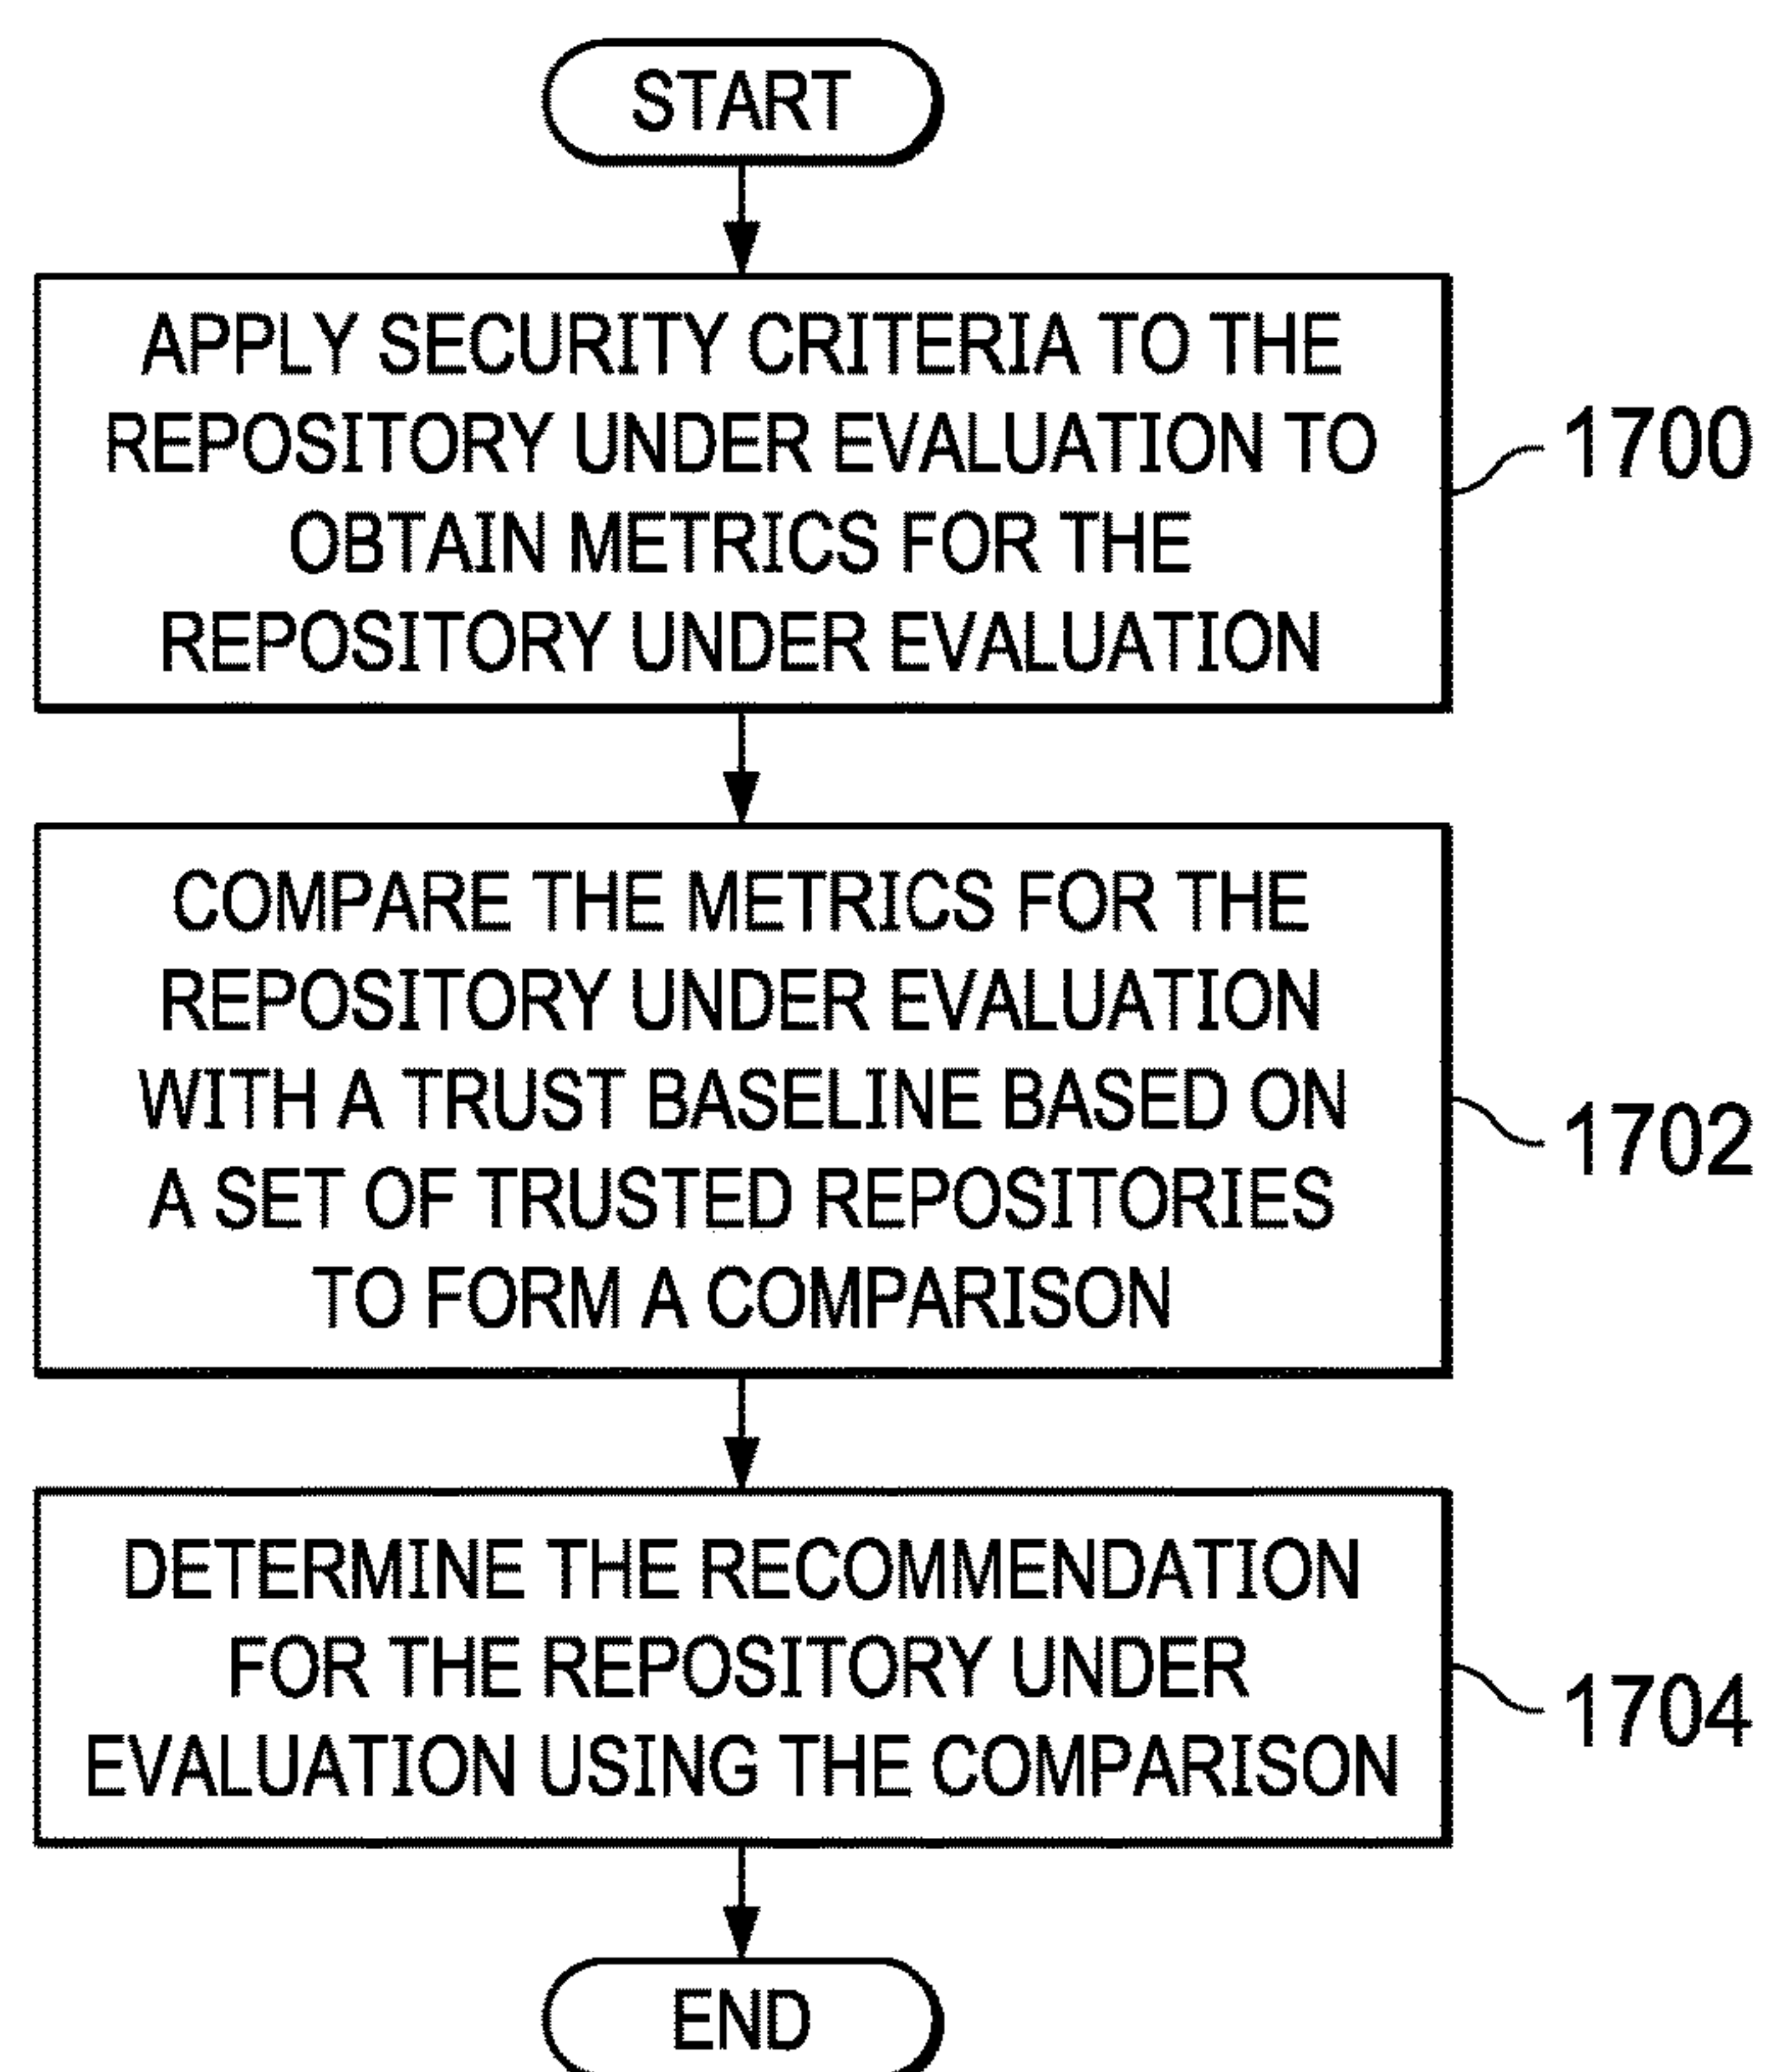 START
APPLY SECURITY CRITERIA TO THE
REPOSITORY UNDER EVALUATION TO
OBTAIN METRICS FOR THE
REPOSITORY UNDER EVALUATION
1700
COMPARE THE METRICS FOR THE
REPOSITORY UNDER EVALUATION
WITH A TRUST BASELINE BASED ON
A SET OF TRUSTED REPOSITORIES
TO FORM A COMPARISON
1702
DETERMINE THE RECOMMENDATION
FOR THE REPOSITORY UNDER
EVALUATION USING THE COMPARISON
1704
END